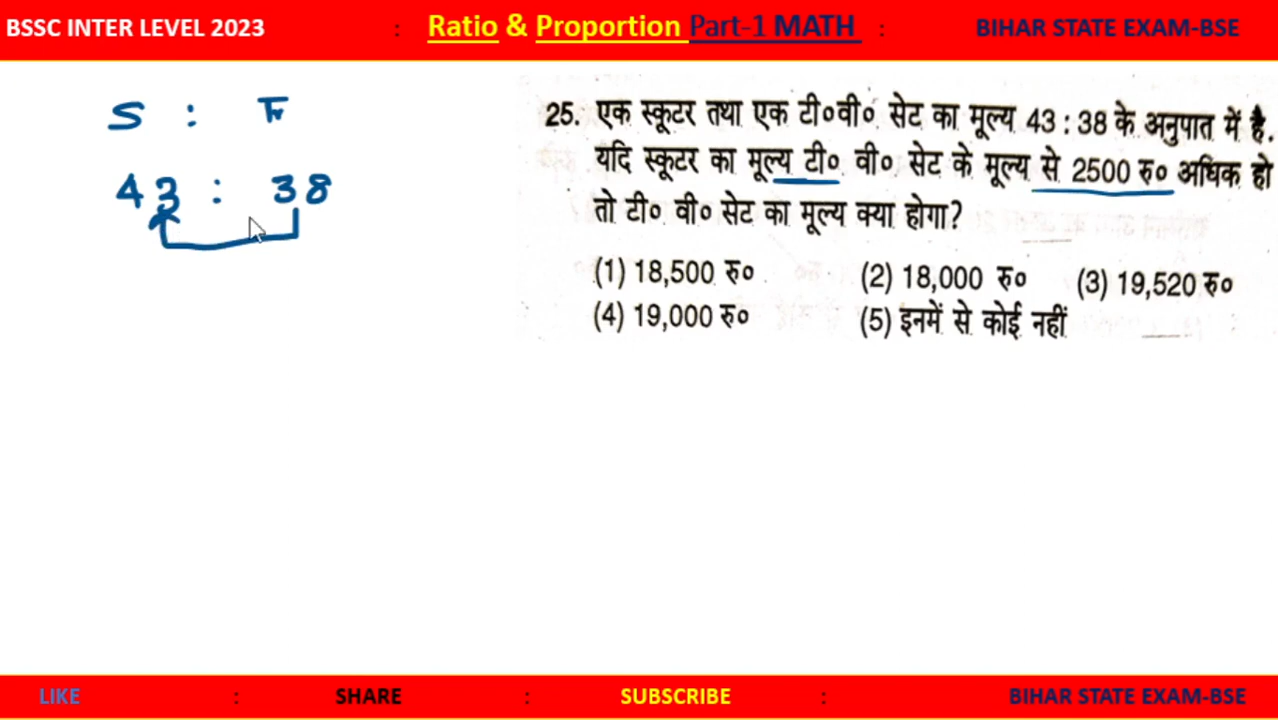 BSSC INTER LEVEL 2023 : Ratio & Proportion Part-1 MATH : BIHAR STATE EXAM-BSE
S :
43 : 38
25. एक स्कूटर तथा एक टी०वी० सेट का मूल्य 43 : 38 के अनुपात में है.
यदि स्कूटर का मूल्य टी० वी० सेट के मूल्य से 2500 रु० अधिक हो
तो टी० वी० सेट का मूल्य क्या होगा?
(1) 18,500 रु० (2) 18,000 रु० (3) 19,520 रु०
(4) 19,000 रु० (5) इनमें से कोई नहीं
LIKE : SHARE : SUBSCRIBE : BIHAR STATE EXAM-BSE